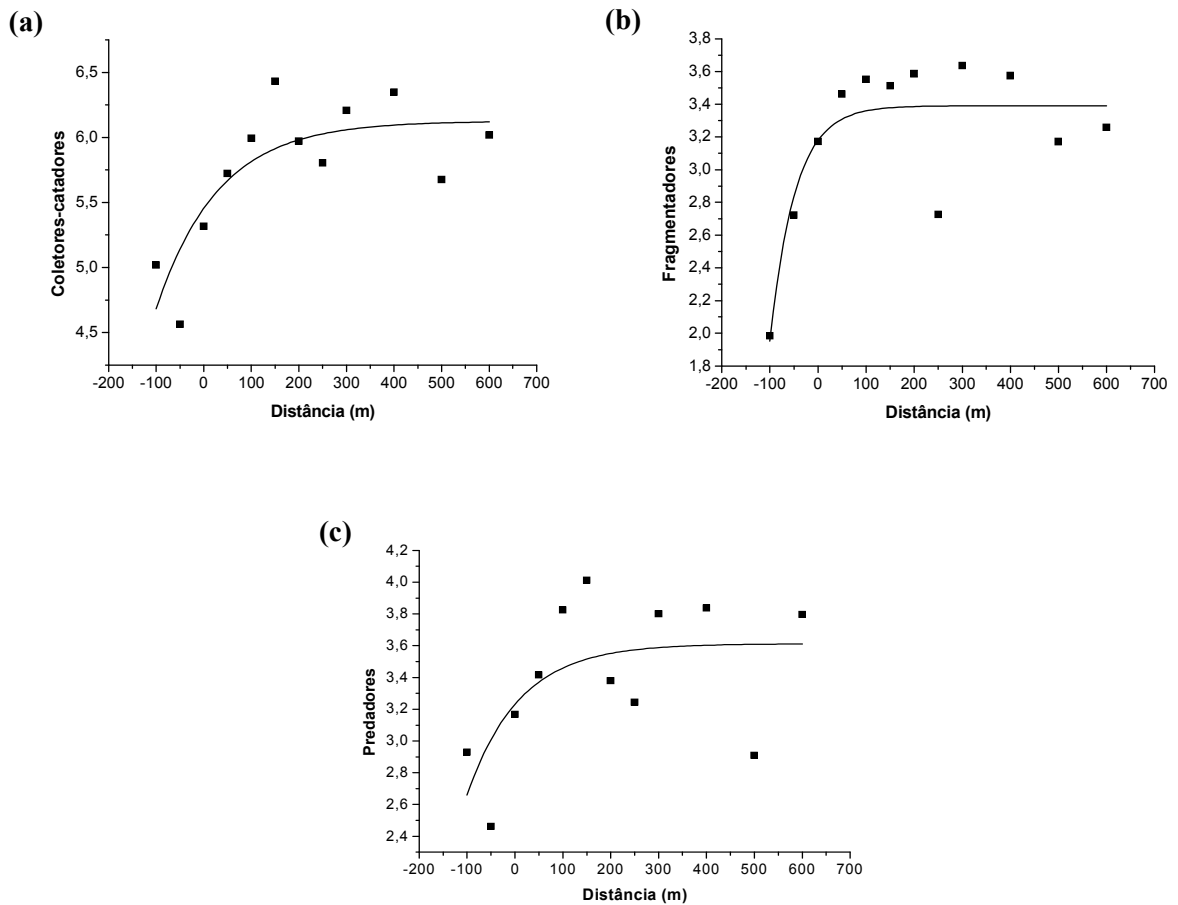 (a)
6,5
6,0
5,5
5,0
4,5
Coletores-catadores
-200 -100 0 100 200 300 400 500 600 700
Distância (m)
(b)
3,8
3,6
3,4
3,2
3,0
2,8
2,6
2,4
2,2
2,0
1,8
Fragmentadores
-200 -100 0 100 200 300 400 500 600 700
Distância (m)
(c)
4,2
4,0
3,8
3,6
3,4
3,2
3,0
2,8
2,6
2,4
Predadores
-200 -100 0 100 200 300 400 500 600 700
Distância (m)